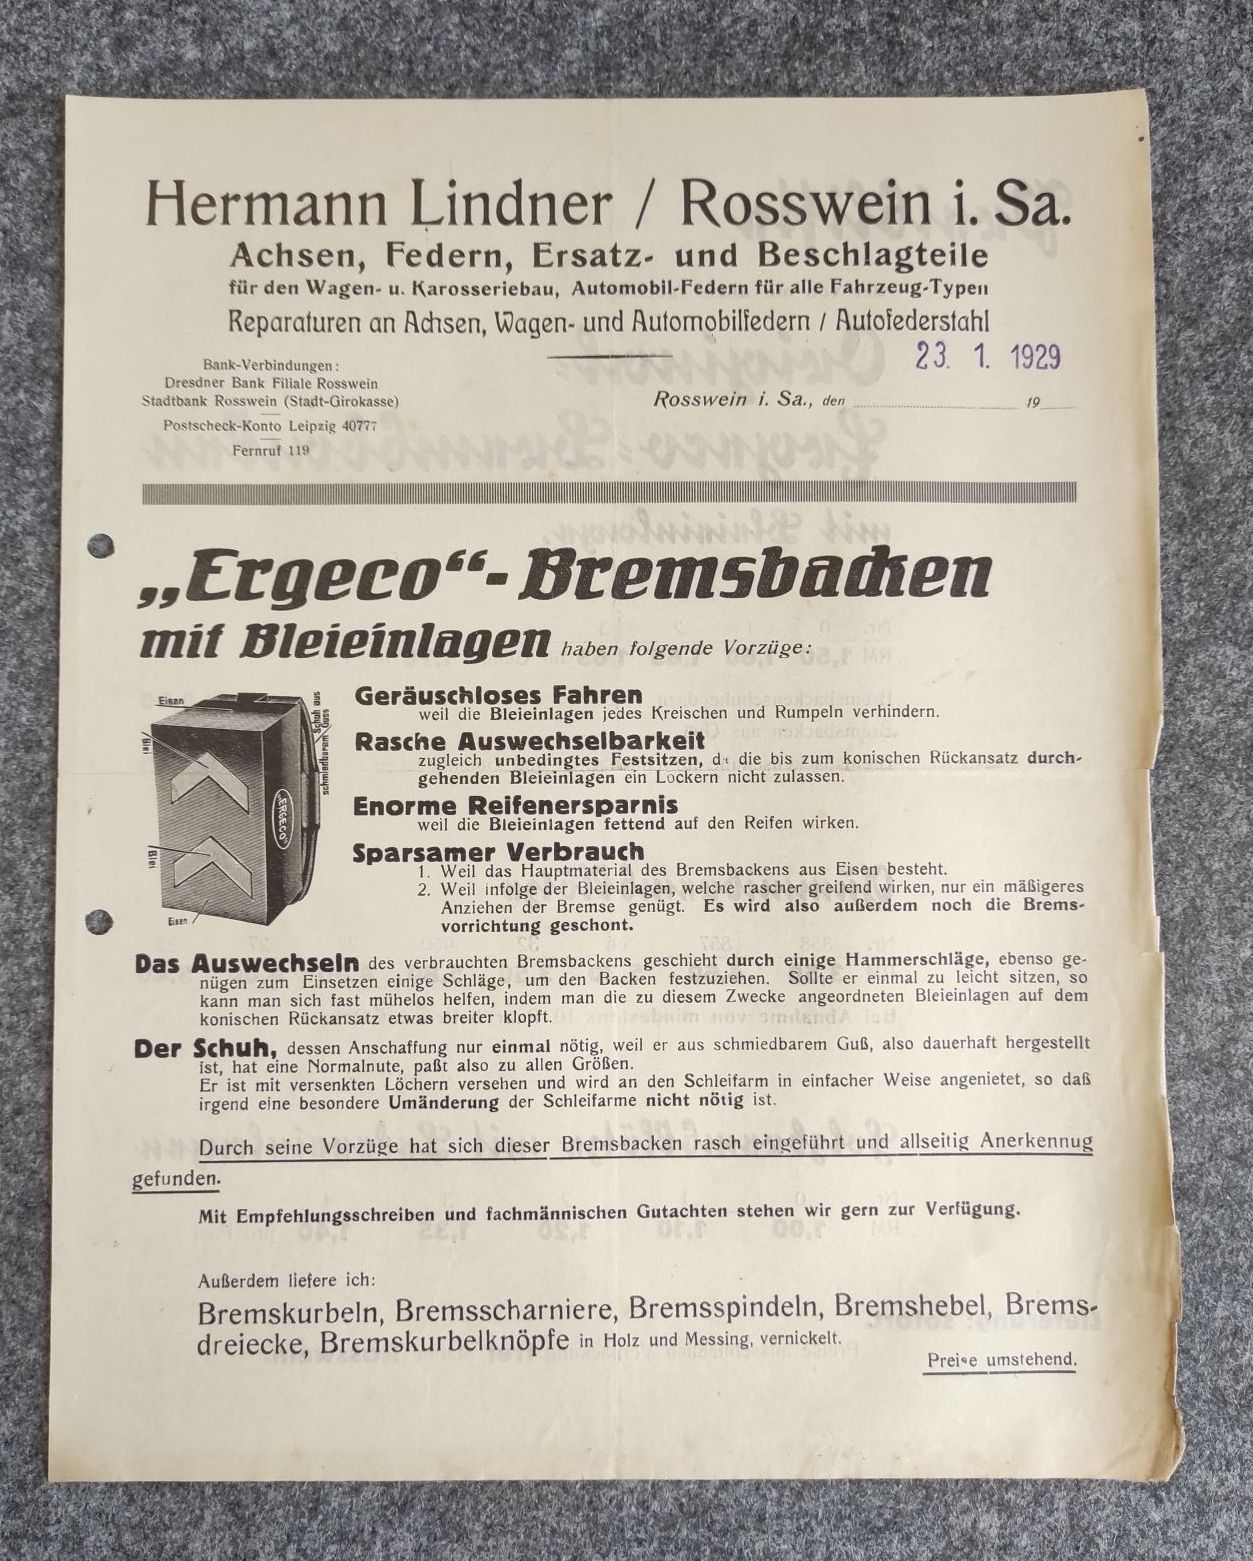 Hermann Lindner / Rosswein i. Sa.
Achsen, Federn, Ersatz- und Beschlagteile
für den Wagen- u. Karosseriebau, Automobil-Federn für alle Fahrzeug-Typen
Reparaturen an Achsen, Wagen- und Automobilfedern / Autofederstahl
23. 1. 1929
Bank-Verbindungen:
Dresdner Bank Filiale Rosswein
Stadtbank Rosswein (Stadt-Girokasse)
Postscheck-Konto Leipzig 40777
Fernruf 119
Rosswein i. Sa., den 19
„Ergeco“-Bremsbacken
mit Bleieinlagen haben folgende Vorzüge:
Eisen
Blei
Schuh aus
schmiedbarem Guss
ERGECO
Blei
Eisen
Geräuschloses Fahren
weil die Bleieinlagen jedes Kreischen und Rumpeln verhindern.
Rasche Auswechselbarkeit
zugleich unbedingtes Festsitzen, die bis zum konischen Rückansatz durch-
gehenden Bleieinlagen ein Lockern nicht zulassen.
Enorme Reifenersparnis
weil die Bleieinlagen fettend auf den Reifen wirken.
Sparsamer Verbrauch
1. Weil das Hauptmaterial des Bremsbackens aus Eisen besteht.
2. Weil infolge der Bleieinlagen, welche rascher greifend wirken, nur ein mäßigeres
Anziehen der Bremse genügt. Es wird also außerdem noch die Brems-
vorrichtung geschont.
Das Auswechseln des verbrauchten Bremsbackens geschieht durch einige Hammerschläge, ebenso ge-
nügen zum Einsetzen einige Schläge, um den Backen festzuziehen. Sollte er einmal zu leicht sitzen, so
kann man sich fast mühelos helfen, indem man die zu diesem Zwecke angeordneten Bleieinlagen auf dem
konischen Rückansatz etwas breiter klopft.
Der Schuh, dessen Anschaffung nur einmal nötig, weil er aus schmiedbarem Guß, also dauerhaft hergestellt
ist, hat eine Normalnute, paßt also zu allen Größen.
Er ist mit versenkten Löchern versehen und wird an den Schleifarm in einfacher Weise angenietet, so daß
irgend eine besondere Umänderung der Schleifarme nicht nötig ist.
Durch seine Vorzüge hat sich dieser Bremsbacken rasch eingeführt und allseitig Anerkennug
gefunden.
Mit Empfehlungsschreiben und fachmännischen Gutachten stehen wir gern zur Verfügung.
Außerdem liefere ich:
Bremskurbeln, Bremsscharniere, Bremsspindeln, Bremshebel, Brems-
dreiecke, Bremskurbelknöpfe in Holz und Messing, vernickelt.
Preise umstehend.